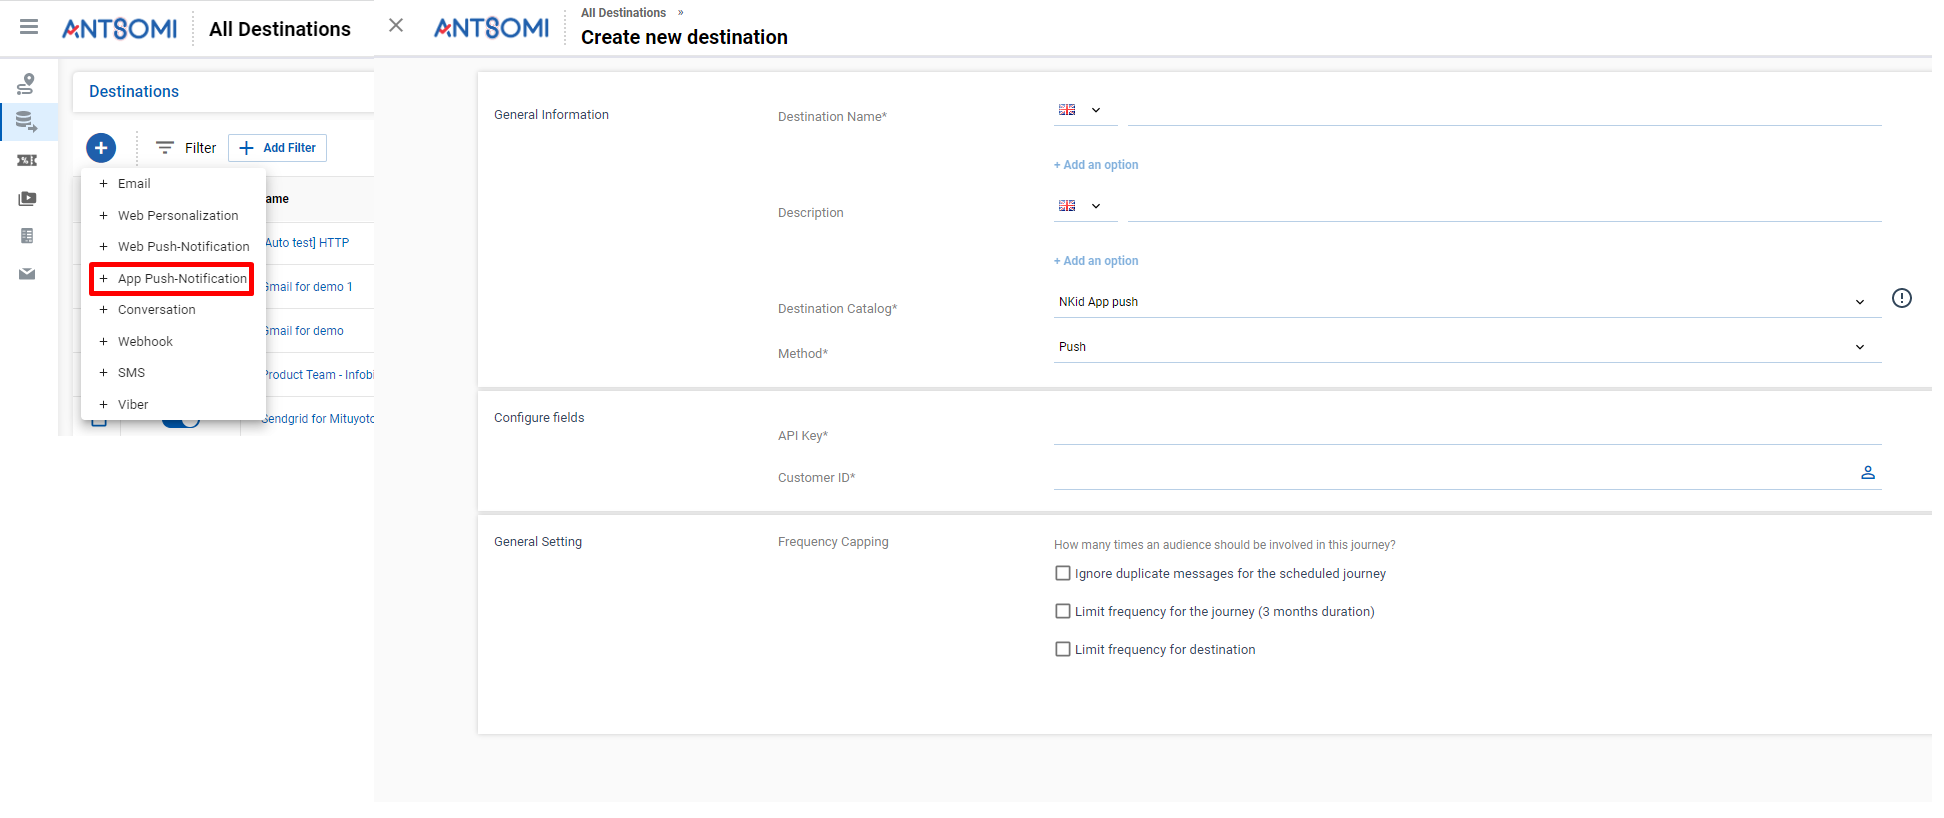 ANTSOMI
All Destinations
Destinations
Filter
Add Filter
Email
Web Personalization
Web Push-Notification
App Push-Notification
Conversation
Webhook
SMS
Viber
ame
Auto test] HTTP
Gmail for demo 1
Gmail for demo
Product Team - Infobi
Sendgrid for Mituyoto
ANTSOMI
All Destinations »
Create new destination
General Information
Destination Name*
+ Add an option
Description
+ Add an option
Destination Catalog*
NKid App push
Method*
Push
Configure fields
API Key*
Customer ID*
General Setting
Frequency Capping
How many times an audience should be involved in this journey?
Ignore duplicate messages for the scheduled journey
Limit frequency for the journey (3 months duration)
Limit frequency for destination